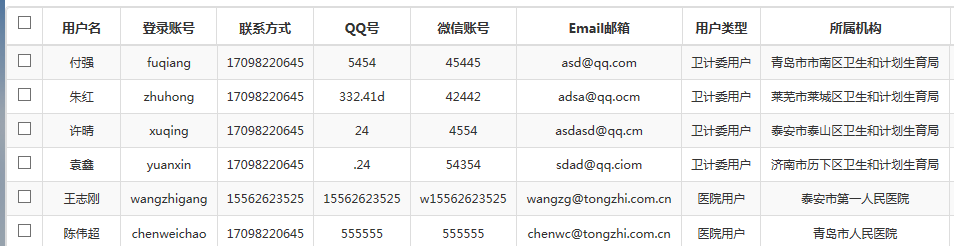 用户名 登录账号 联系方式 QQ号 微信账号 Email邮箱 用户类型 所属机构
付强 fuqiang 17098220645 5454 45445 asd@qq.com 卫计委用户 青岛市市南区卫生和计划生育局
朱红 zhuhong 17098220645 332.41d 42442 adsa@qq.ocm 卫计委用户 莱芜市莱城区卫生和计划生育局
许晴 xuqing 17098220645 24 4554 asdasd@qq.cm 卫计委用户 泰安市泰山区卫生和计划生育局
袁鑫 yuanxin 17098220645 .24 54354 sdad@qq.ciom 卫计委用户 济南市历下区卫生和计划生育局
王志刚 wangzhigang 15562623525 15562623525 w15562623525 wangzg@tongzhi.com.cn 医院用户 泰安市第一人民医院
陈伟超 chenweichao 17098220645 555555 555555 chenwc@tongzhi.com.cn 医院用户 青岛市人民医院